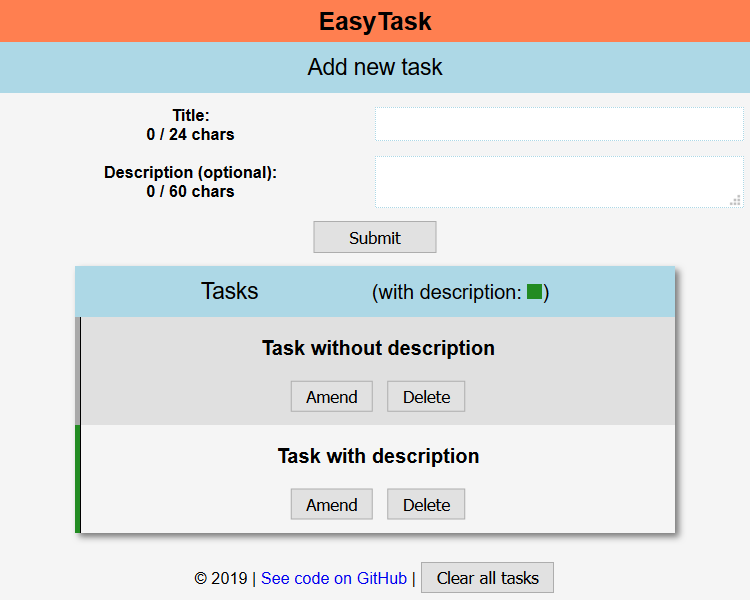 EasyTask
Add new task
Title:
0 / 24 chars
Description (optional):
0 / 60 chars
Submit
Tasks (with description: )
Task without description
Amend Delete
Task with description
Amend Delete
© 2019 | See code on GitHub | Clear all tasks